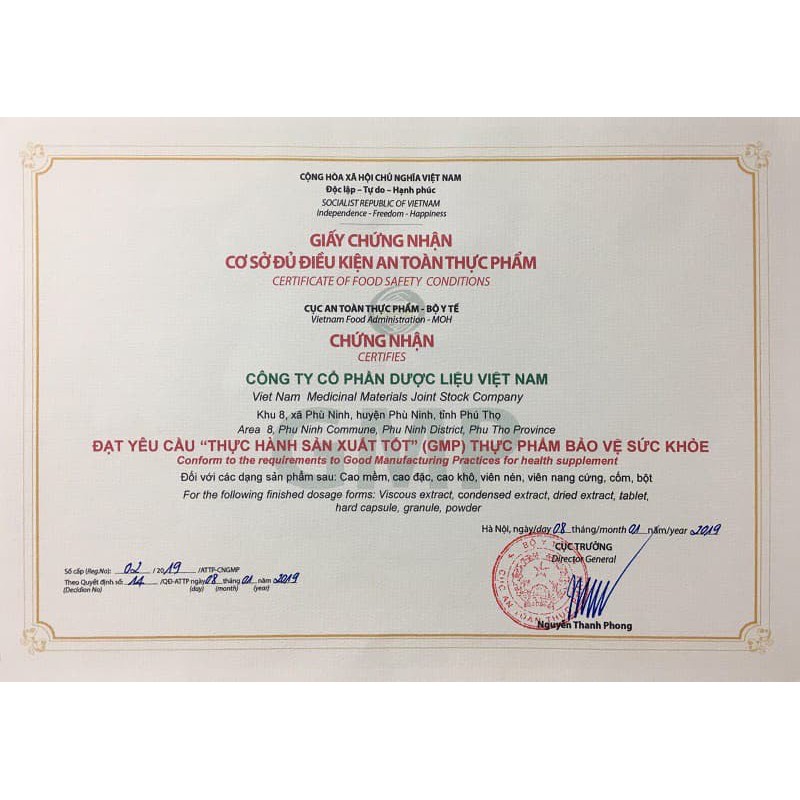 CỘNG HÒA XÃ HỘI CHỦ NGHĨA VIỆT NAM
Độc lập – Tự do – Hạnh phúc
SOCIALIST REPUBLIC OF VIETNAM
Independence - Freedom - Happiness
GIẤY CHỨNG NHẬN
CƠ SỞ ĐỦ ĐIỀU KIỆN AN TOÀN THỰC PHẨM
CERTIFICATE OF FOOD SAFETY CONDITIONS
CỤC AN TOÀN THỰC PHẨM - BỘ Y TẾ
Vietnam Food Administration - MOH
CHỨNG NHẬN
CERTIFIES
CÔNG TY CỔ PHẦN DƯỢC LIỆU VIỆT NAM
Viet Nam Medicinal Materials Joint Stock Company
Khu 8, xã Phù Ninh, huyện Phù Ninh, tỉnh Phú Thọ
Area 8, Phu Ninh Commune, Phu Ninh District, Phu Tho Province
GMP
ĐẠT YÊU CẦU “THỰC HÀNH SẢN XUẤT TỐT” (GMP) THỰC PHẨM BẢO VỆ SỨC KHỎE
Conform to the requirements to Good Manufacturing Practices for health supplement
Đối với các dạng sản phẩm sau: Cao mềm, cao đặc, cao khô, viên nén, viên nang cứng, cốm, bột
For the following finished dosage forms: Viscous extract, condensed extract, dried extract, tablet,
hard capsule, granule, powder
Hà Nội, ngày/day 08 tháng/month 01 năm/year 2019
CỤC TRƯỞNG
Director General
BỘ Y TẾ
CỤC AN TOÀN THỰC
Nguyễn Thanh Phong
Số cấp (Reg.No): 02 / 2019 /ATTP-CNGMP
Theo Quyết định số: 14 /QĐ-ATTP ngày 08 tháng 01 năm 2019
(Decidion No) (day) (month) (year)